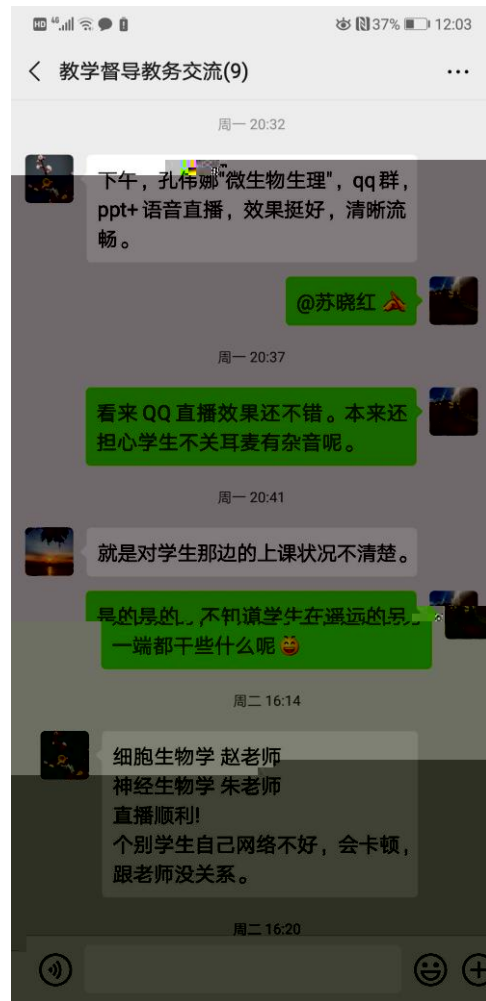 HD 46 37% 12:03
教学督导教务交流(9)
周一 20:32
下午，孔伟娜"微生物生理"，qq群，
ppt+语音直播，效果挺好，清晰流
畅。
@苏晓红
周一 20:37
看来QQ直播效果还不错。本来还
担心学生不关耳麦有杂音呢。
周一 20:41
就是对学生那边的上课状况不清楚。
是的是的。不知道学生在遥远的另
一端都干些什么呢
周二 16:14
细胞生物学 赵老师
神经生物学 朱老师
直播顺利!
个别学生自己网络不好，会卡顿，
跟老师没关系。
周二 16:20